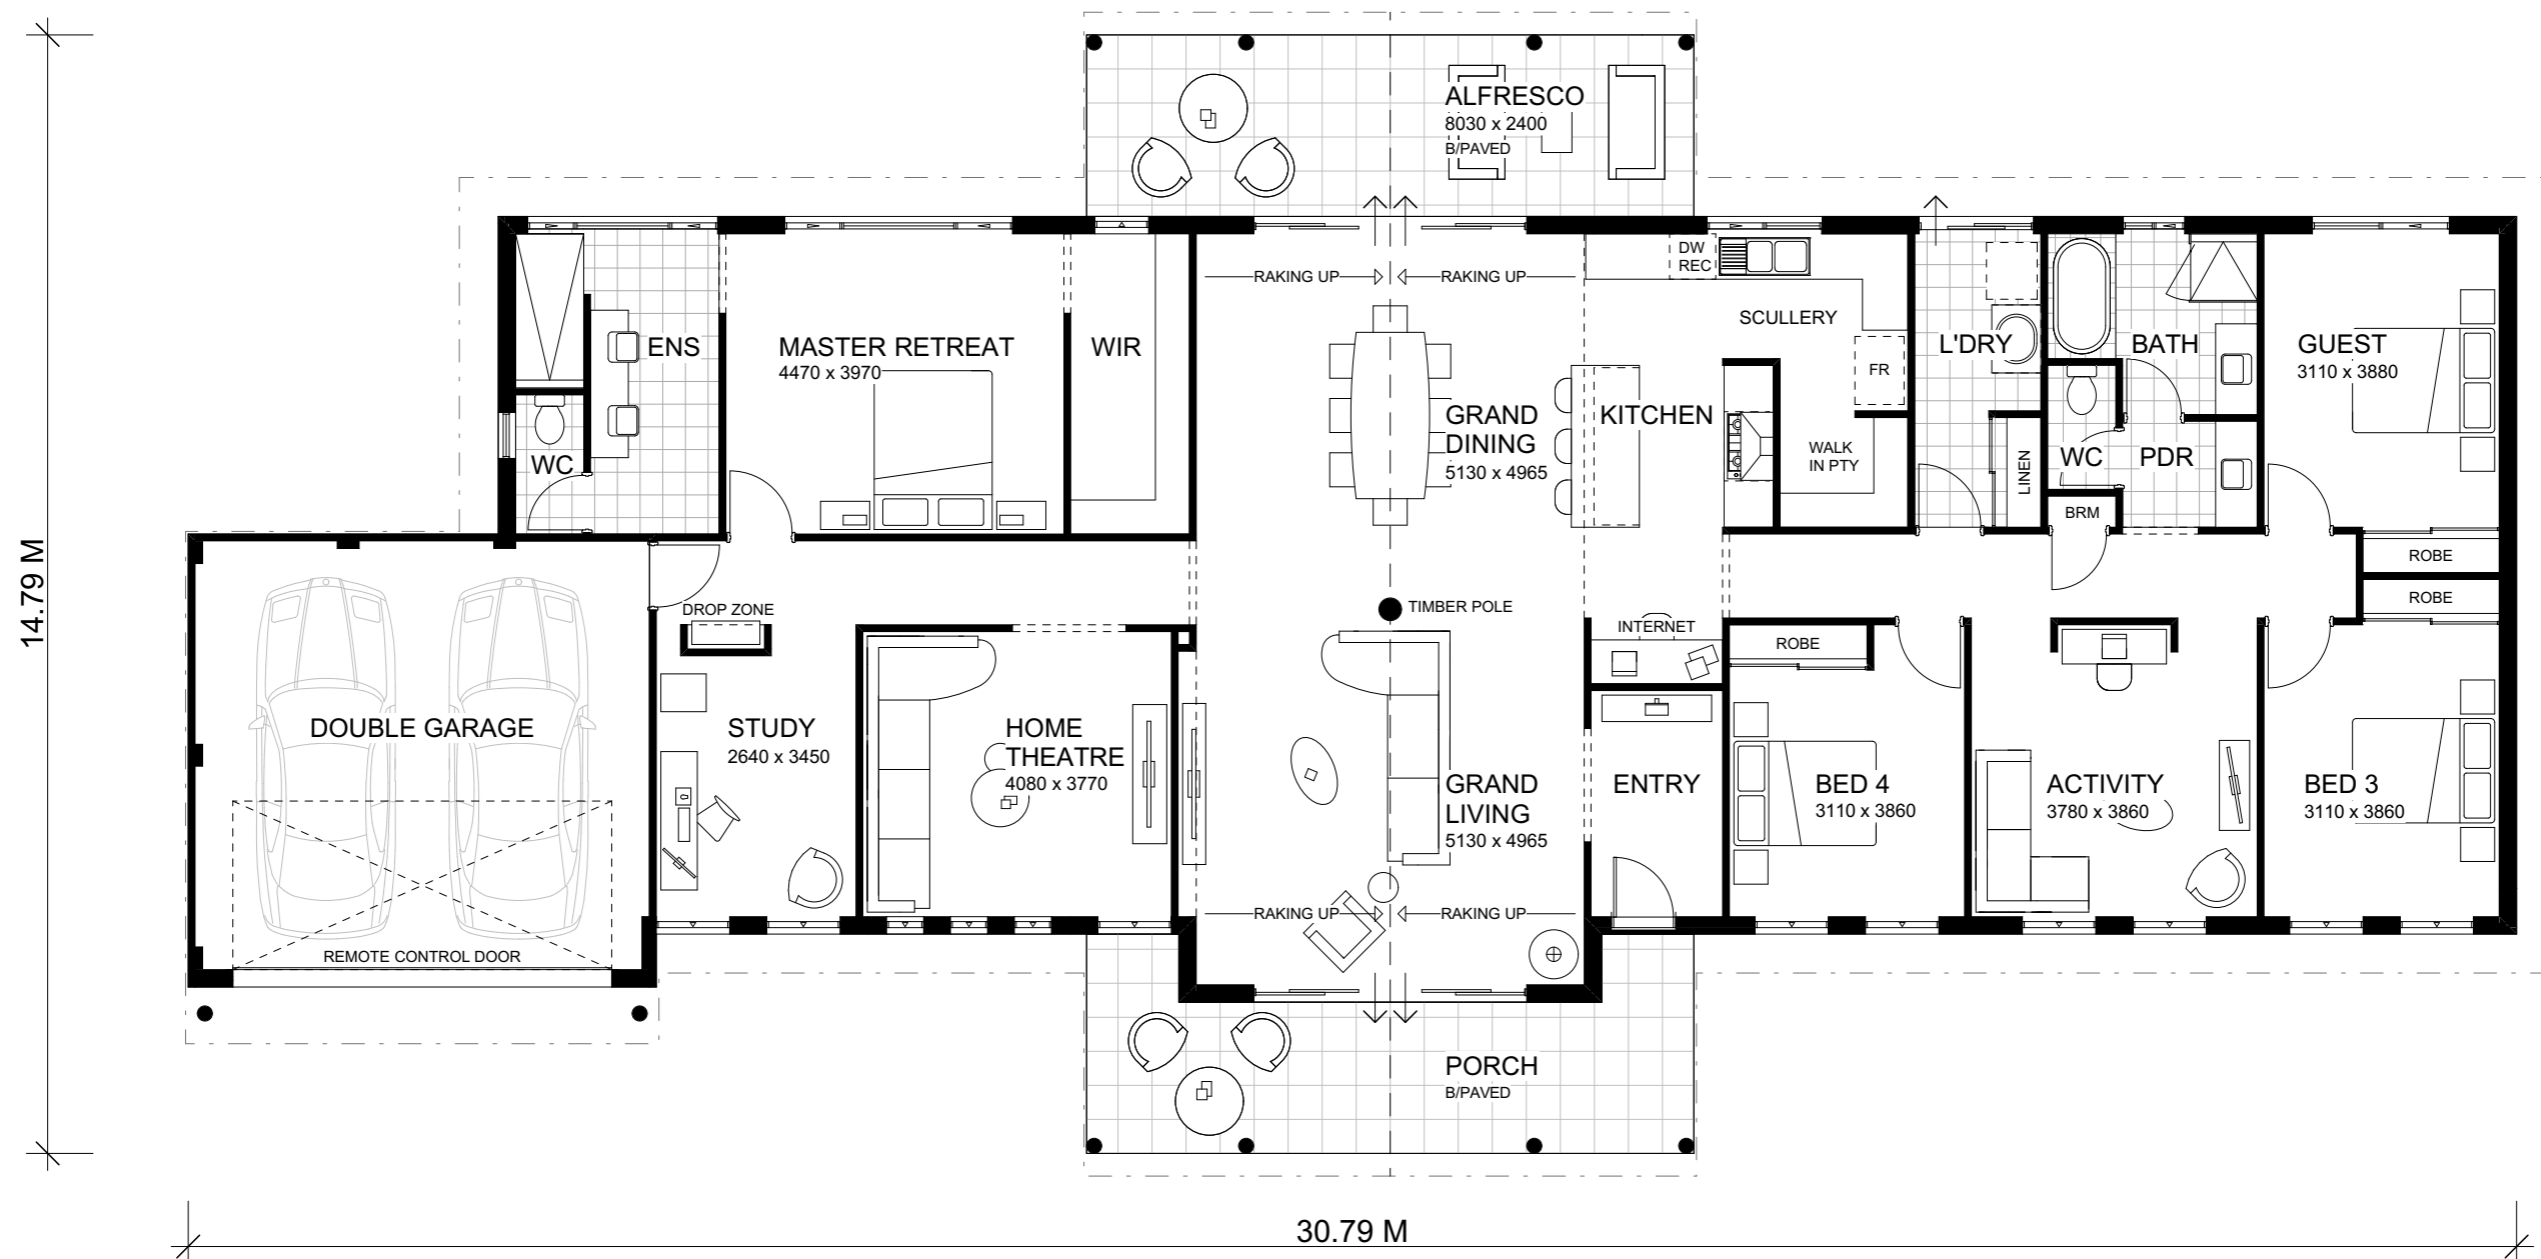 ALFRESCO
8030 x 2400
B/PAVED
14.79 M
RAKING UP
RAKING UP
DW
REC
SCULLERY
ENS
MASTER RETREAT
4470 x 3970
WIR
L'DRY
BATH
GUEST
3110 x 3880
FR
GRAND
DINING
5130 x 4965
KITCHEN
WC
WALK
IN PTY
LINEN
WC
PDR
BRM
ROBE
ROBE
DROP ZONE
TIMBER POLE
INTERNET
ROBE
DOUBLE GARAGE
STUDY
2640 x 3450
HOME
THEATRE
4080 x 3770
GRAND
LIVING
5130 x 4965
ENTRY
BED 4
3110 x 3860
ACTIVITY
3780 x 3860
BED 3
3110 x 3860
RAKING UP
RAKING UP
REMOTE CONTROL DOOR
PORCH
B/PAVED
30.79 M